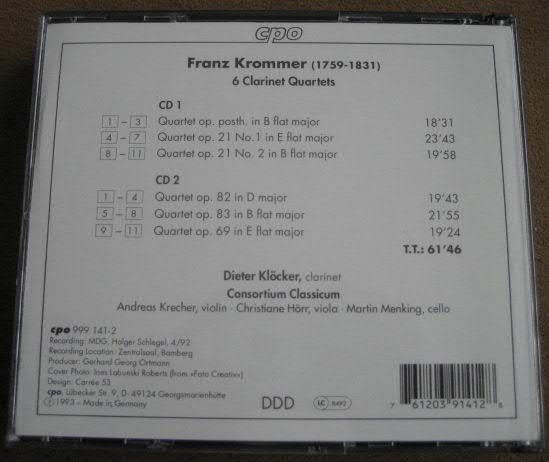 cpo
Franz Krommer (1759-1831)
6 Clarinet Quartets
CD 1
1 – 3 Quartet op. posth. in B flat major 18'31
4 – 7 Quartet op. 21 No. 1 in E flat major 23'43
8 – 11 Quartet op. 21 No. 2 in B flat major 19'58
CD 2
1 – 4 Quartet op. 82 in D major 19'43
5 – 8 Quartet op. 83 in B flat major 21'55
9 – 11 Quartet op. 69 in E flat major 19'24
T.T.: 61'46
Dieter Klöcker, clarinet
Consortium Classicum
Andreas Krecher, violin · Christiane Hörr, viola · Martin Menking, cello
cpo 999 141-2
Recording: MDG, Holger Schlegel, 4/92
Recording Location: Zentralsaal, Bamberg
Producer: Gerhard Georg Ortmann
Cover Photo: Ines Labunski Roberts (from »Foto Creativ«)
Design: Carrée 53
cpo, Lübecker Str. 9, D-49124 Georgsmarienhütte
℗ 1993 – Made in Germany
DDD
LC 8492
7 61203 91412 8